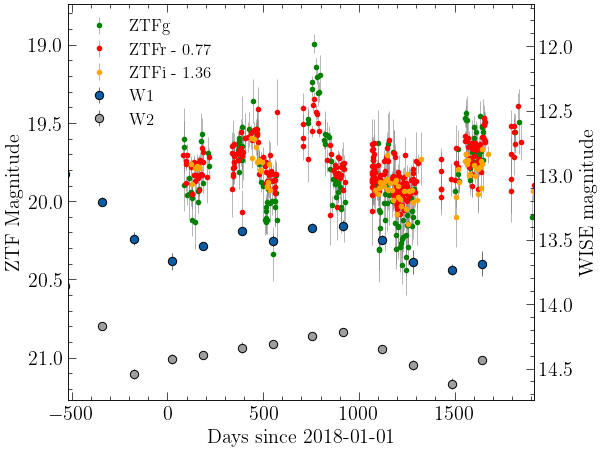 ZTFg
ZTFr - 0.77
ZTFi - 1.36
W1
W2
19.0
19.5
20.0
20.5
21.0
ZTF Magnitude
12.0
12.5
13.0
13.5
14.0
14.5
WISE magnitude
−500
0
500
1000
1500
Days since 2018-01-01